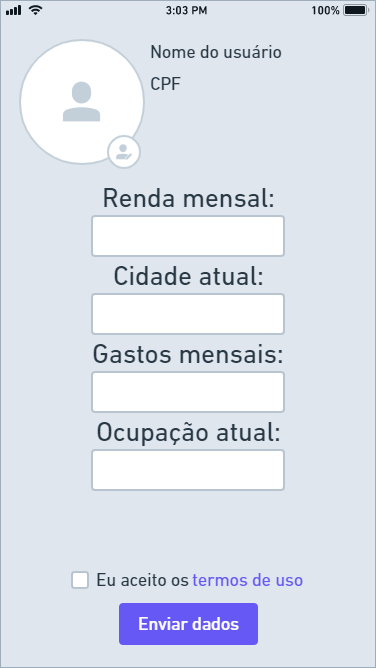 3:03 PM
100%
Nome do usuário
CPF
Renda mensal:
Cidade atual:
Gastos mensais:
Ocupação atual:
Eu aceito os termos de uso
Enviar dados